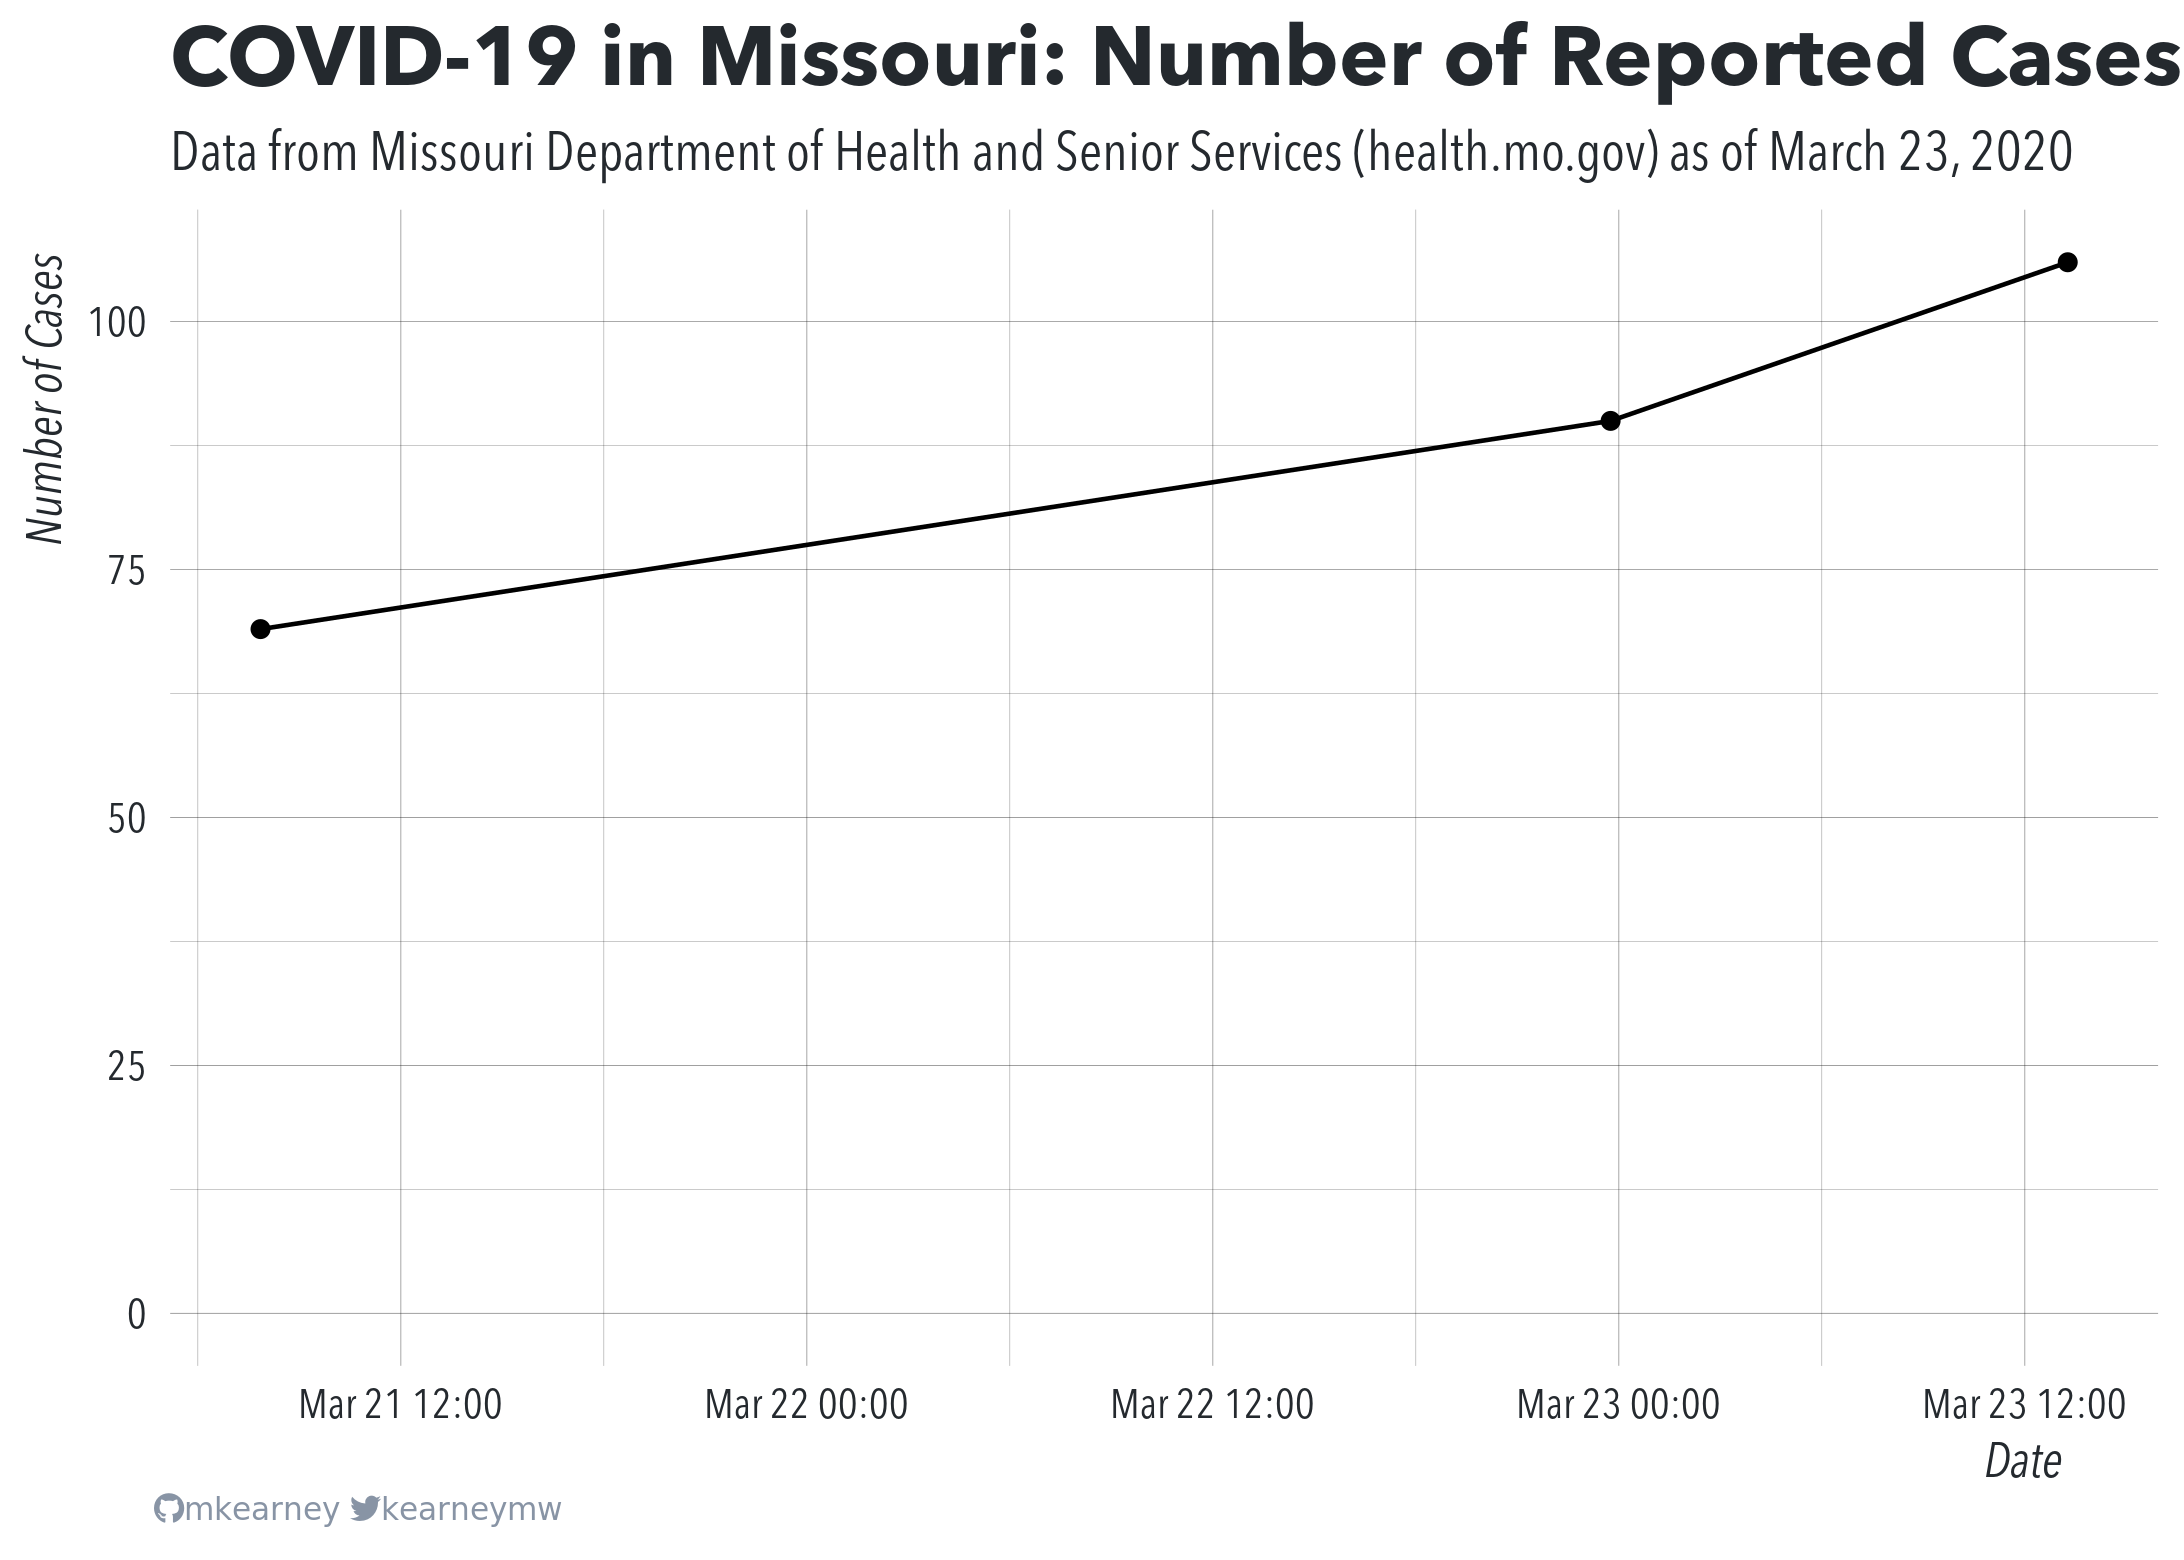 COVID-19 in Missouri: Number of Reported Cases
Data from Missouri Department of Health and Senior Services (health.mo.gov) as of March 23, 2020
Number of Cases
100
75
50
25
0
Mar 21 12:00
Mar 22 00:00
Mar 22 12:00
Mar 23 00:00
Mar 23 12:00
Date
mkearney kearneymw